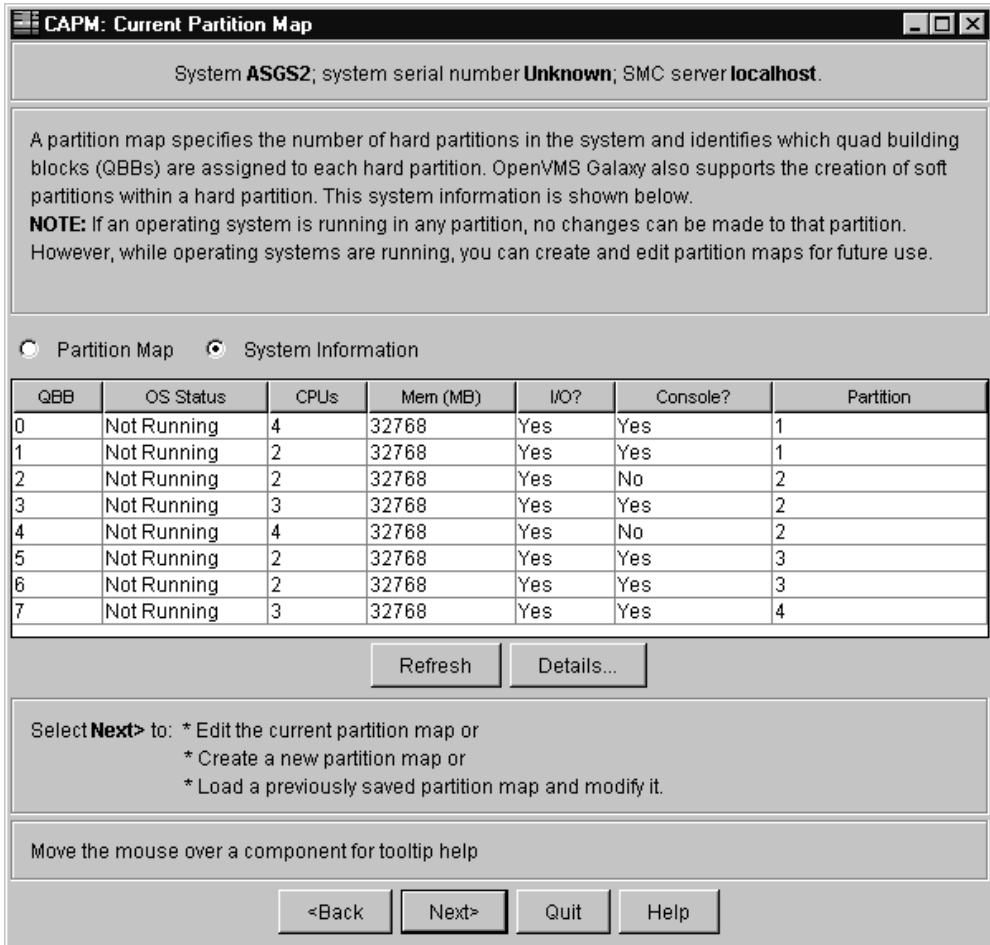 CAPM: Current Partition Map
System ASGS2; system serial number Unknown; SMC server localhost.
A partition map specifies the number of hard partitions in the system and identifies which quad building
blocks (QBBs) are assigned to each hard partition. OpenVMS Galaxy also supports the creation of soft
partitions within a hard partition. This system information is shown below.
NOTE: If an operating system is running in any partition, no changes can be made to that partition.
However, while operating systems are running, you can create and edit partition maps for future use.
Partition Map System Information
QBB OS Status CPUs Mem (MB) I/O? Console? Partition
0 Not Running 4 32768 Yes Yes 1
1 Not Running 2 32768 Yes Yes 1
2 Not Running 2 32768 Yes No 2
3 Not Running 3 32768 Yes Yes 2
4 Not Running 4 32768 Yes No 2
5 Not Running 2 32768 Yes Yes 3
6 Not Running 2 32768 Yes Yes 3
7 Not Running 3 32768 Yes Yes 4
Refresh Details...
Select Next> to: * Edit the current partition map or
* Create a new partition map or
* Load a previously saved partition map and modify it.
Move the mouse over a component for tooltip help
<Back Next> Quit Help